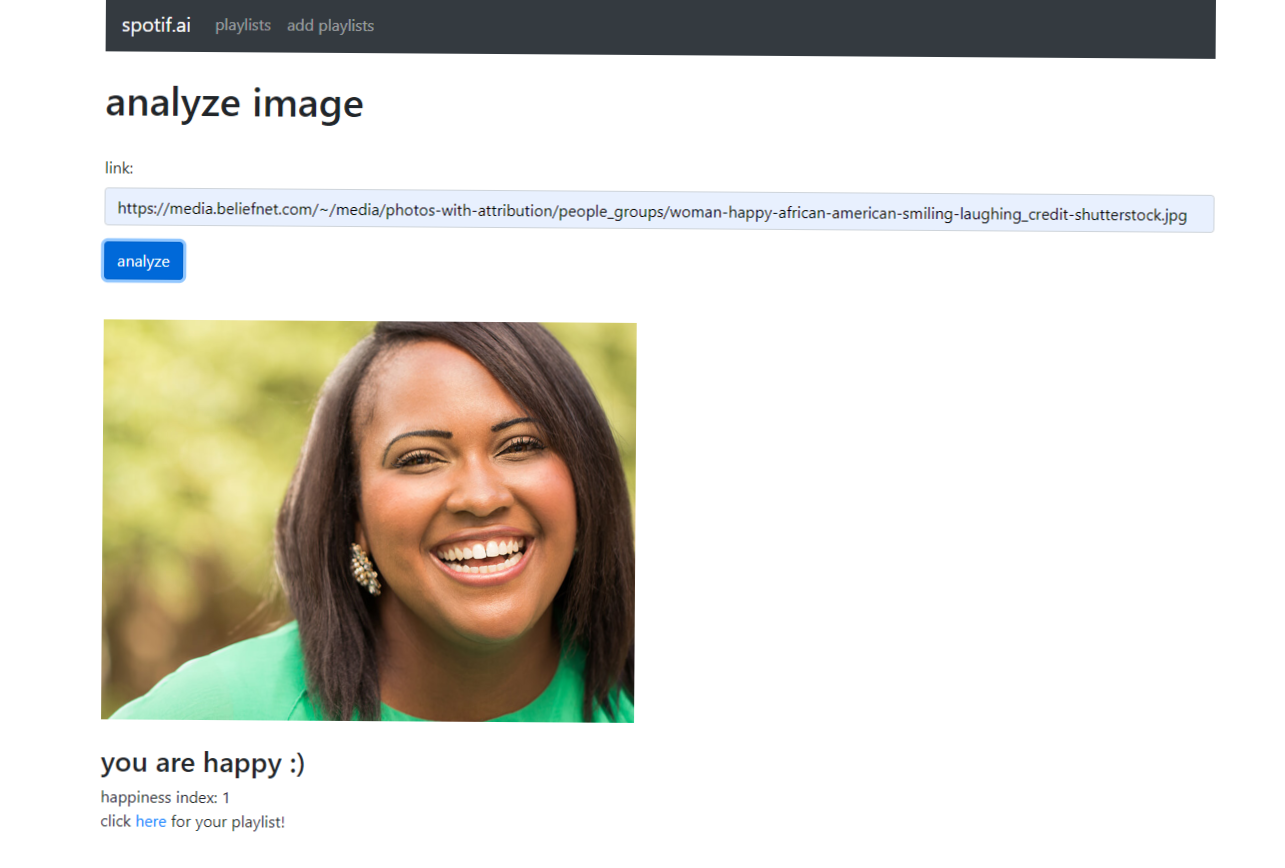 spotif.ai playlists add playlists
analyze image
link:
https://media.beliefnet.com/~/media/photos-with-attribution/people_groups/woman-happy-african-american-smiling-laughing_credit-shutterstock.jpg
analyze
you are happy :)
happiness index: 1
click here for your playlist!